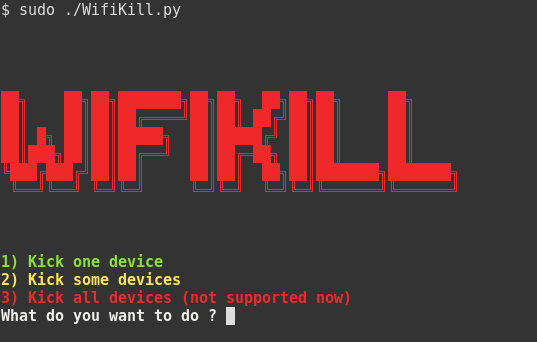 $ sudo ./WifiKill.py
WIFIKILL
1) Kick one device
2) Kick some devices
3) Kick all devices (not supported now)
What do you want to do ?